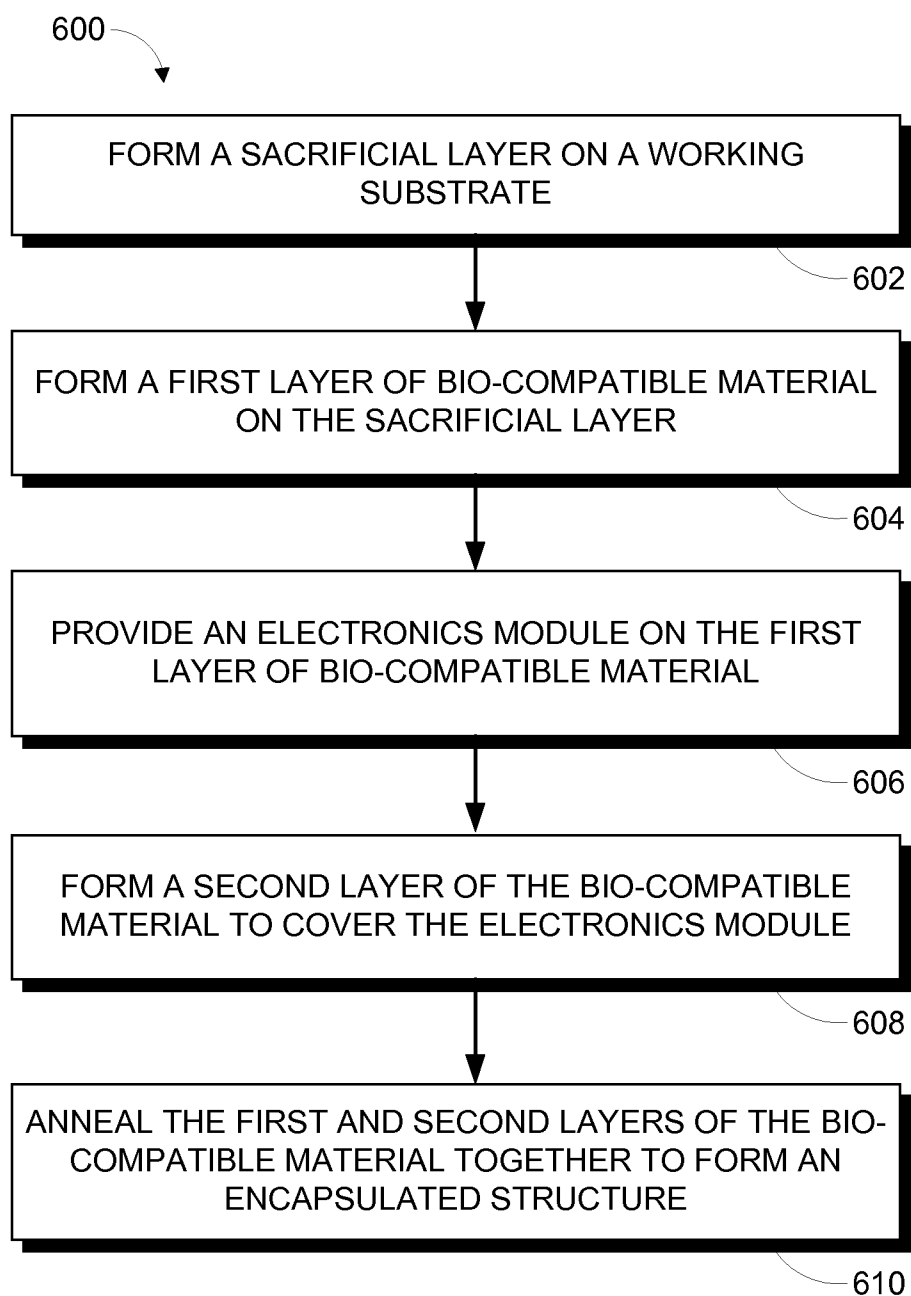 600
FORM A SACRIFICIAL LAYER ON A WORKING
SUBSTRATE
602
FORM A FIRST LAYER OF BIO-COMPATIBLE MATERIAL
ON THE SACRIFICIAL LAYER
604
PROVIDE AN ELECTRONICS MODULE ON THE FIRST
LAYER OF BIO-COMPATIBLE MATERIAL
606
FORM A SECOND LAYER OF THE BIO-COMPATIBLE
MATERIAL TO COVER THE ELECTRONICS MODULE
608
ANNEAL THE FIRST AND SECOND LAYERS OF THE BIO-
COMPATIBLE MATERIAL TOGETHER TO FORM AN
ENCAPSULATED STRUCTURE
610